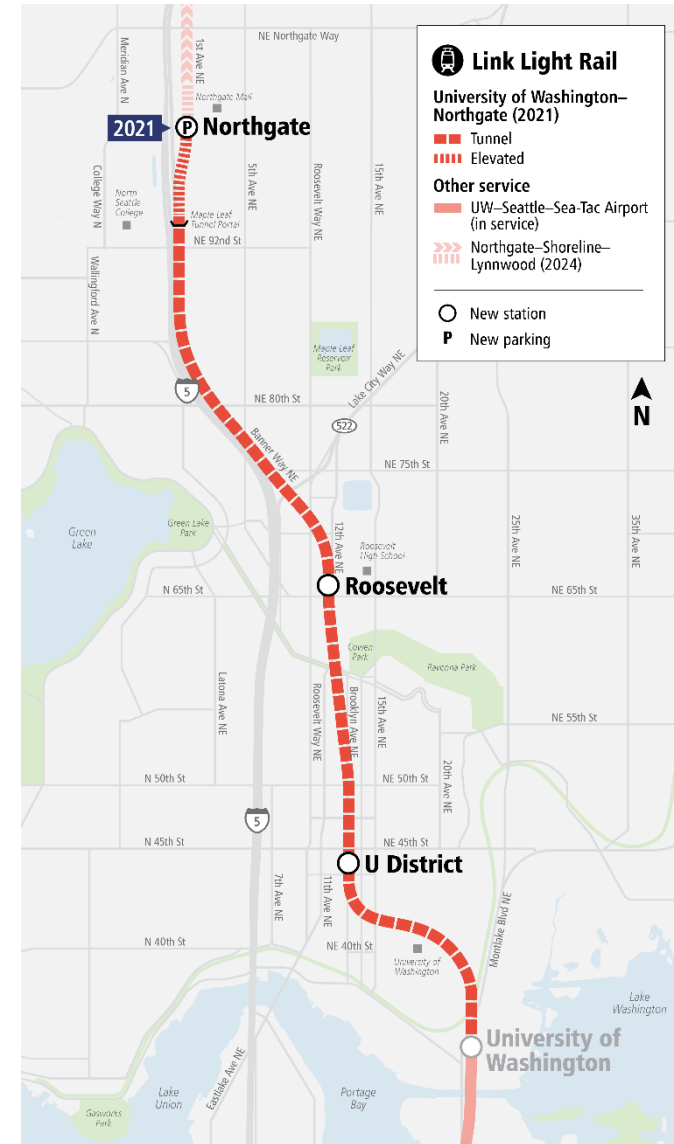 Link Light Rail
University of Washington–
Northgate (2021)
Tunnel
Elevated
Other service
UW–Seattle–Sea-Tac Airport
(in service)
Northgate–Shoreline–
Lynnwood (2024)
New station
P New parking
N
NE Northgate Way
Meridian Ave N
1st Ave NE
Northgate Mall
2021
P
Northgate
College Way N
North
Seattle
College
5th Ave NE
Roosevelt Way NE
15th Ave NE
Maple Leaf
Tunnel Portal
NE 92nd St
Wallingford Ave N
Maple Leaf
Reservoir
Park
Lake City Way NE
5
NE 80th St
20th Ave NE
522
Banner Way NE
NE 75th St
Green
Lake
Green Lake
Park
12th Ave NE
Roosevelt
High School
25th Ave NE
35th Ave NE
N 65th St
Roosevelt
NE 65th St
Cowen
Park
Ravenna Park
Latona Ave NE
Roosevelt Way NE
Brooklyn Ave NE
15th Ave NE
NE 55th St
20th Ave NE
N 50th St
NE 50th St
5
N 45th St
NE 45th St
U District
7th Ave NE
11th Ave NE
Montlake Blvd NE
N 40th St
NE 40th St
University of
Washington
Lake
Washington
University of
Washington
Eastlake Ave NE
Lake
Union
Portage
Bay
Gasworks
Park